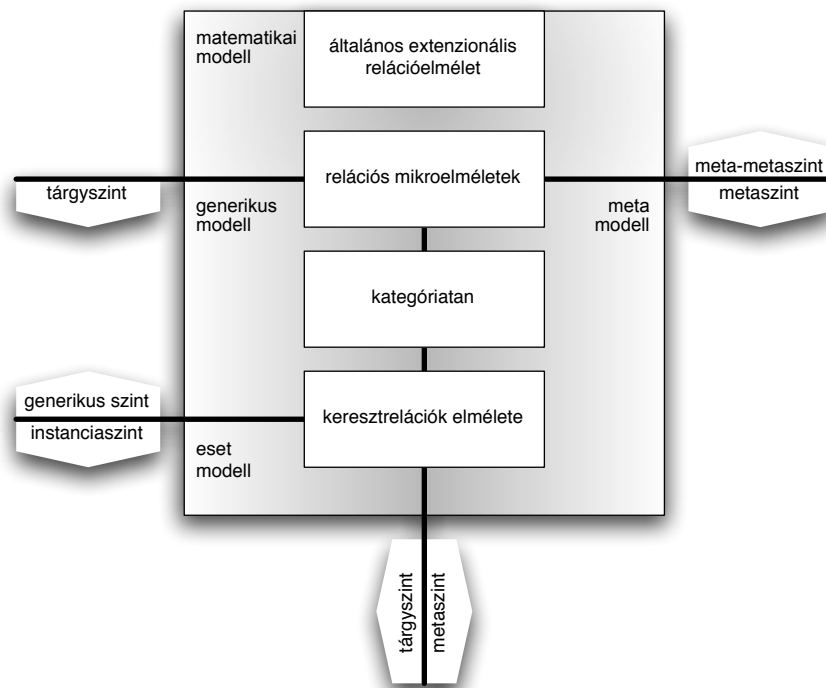 matematikai
modell
általános extenzionális
relációelmélet
relációs mikroelméletek
meta-metaszint
metaszint
tárgyszint
generikus
modell
meta
modell
kategóriatan
generikus szint
instanciaszint
keresztrelációk elmélete
eset
modell
tárgyszint
metaszint